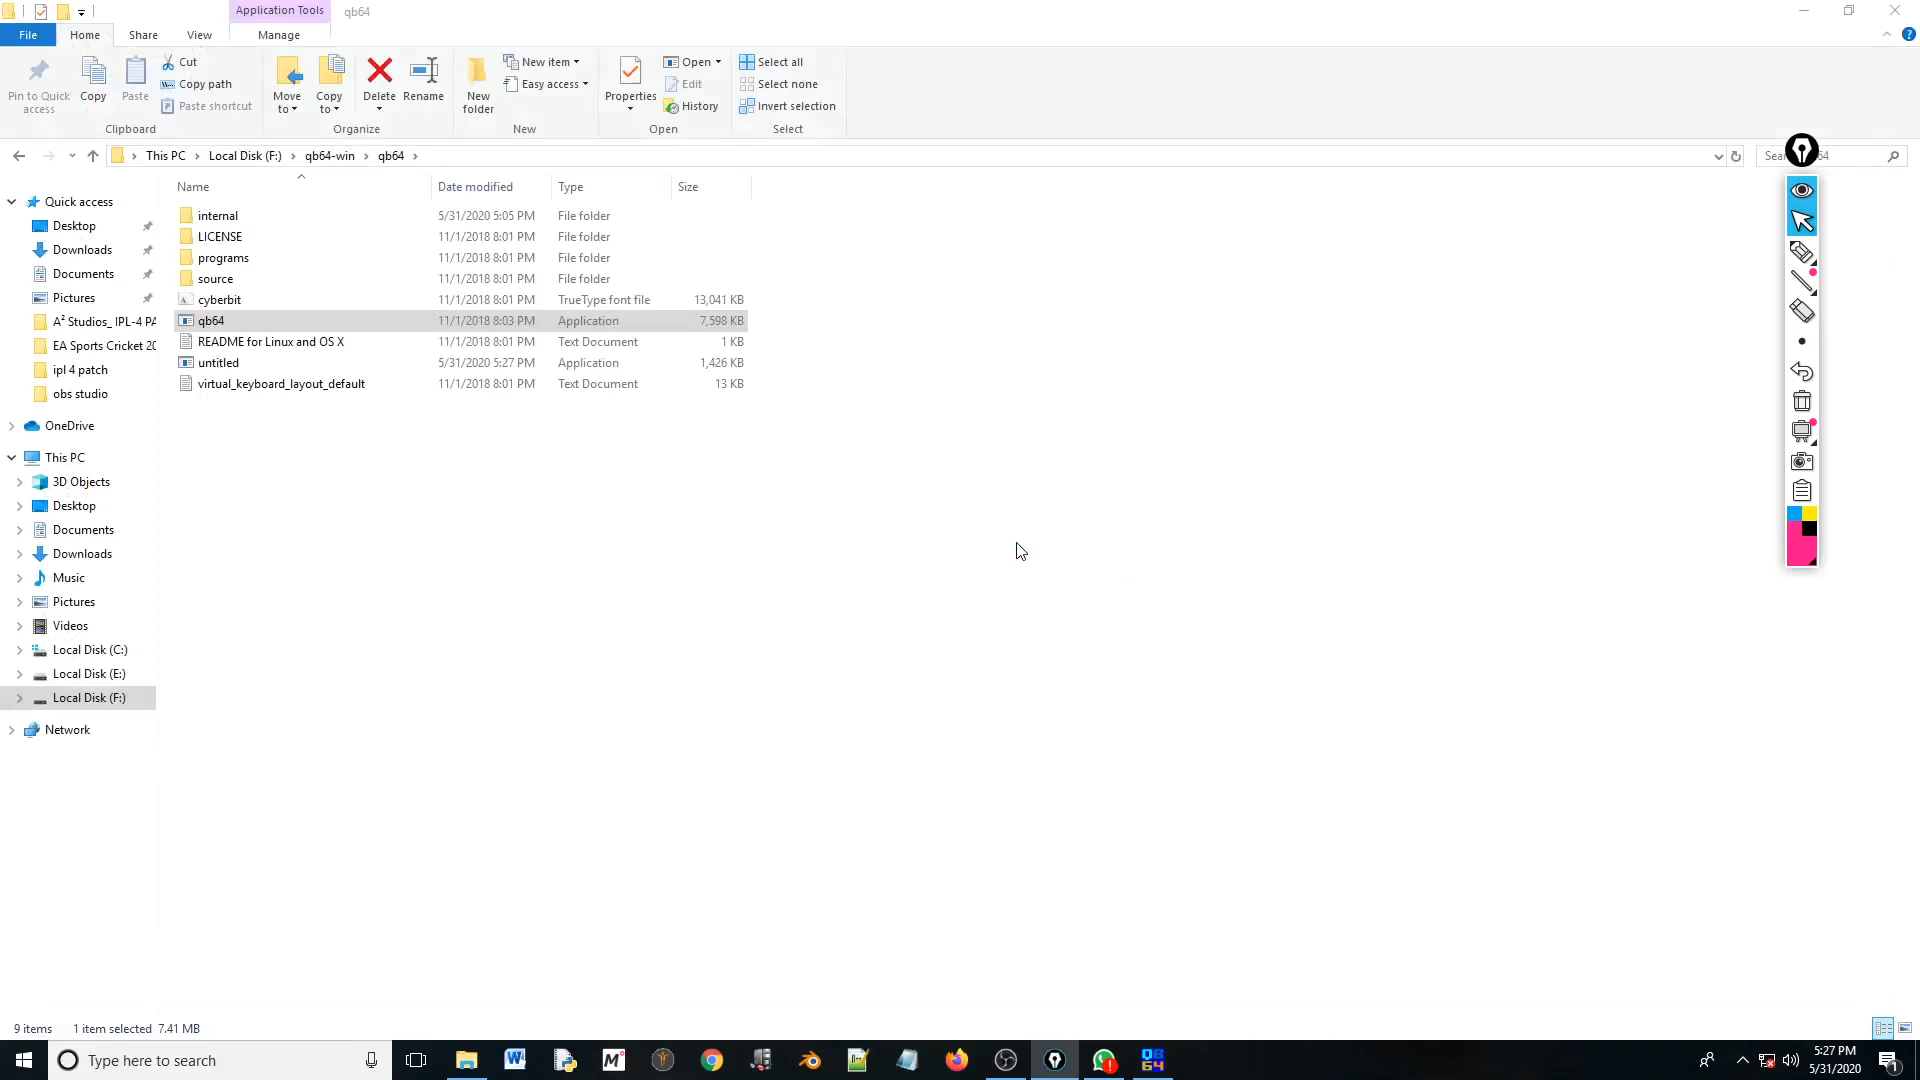 Application Tools qb64
File Home Share View Manage
Pin to Quick access
Copy
Paste
Cut
Copy path
Paste shortcut
Clipboard
Move to
Copy to
Delete
Rename
Organize
New folder
New item
Easy access
New
Properties
Open
Edit
History
Open
Select all
Select none
Invert selection
Select
This PC Local Disk (F:) qb64-win qb64
Name Date modified Type Size
internal 5/31/2020 5:05 PM File folder
LICENSE 11/1/2018 8:01 PM File folder
programs 11/1/2018 8:01 PM File folder
source 11/1/2018 8:01 PM File folder
cyberbit 11/1/2018 8:01 PM TrueType font file 13,041 KB
qb64 11/1/2018 8:03 PM Application 7,598 KB
README for Linux and OS X 11/1/2018 8:01 PM Text Document 1 KB
untitled 5/31/2020 5:27 PM Application 1,426 KB
virtual_keyboard_layout_default 11/1/2018 8:01 PM Text Document 13 KB
Quick access
Desktop
Downloads
Documents
Pictures
A² Studios_ IPL-4 PA
EA Sports Cricket 20
ipl 4 patch
obs studio
OneDrive
This PC
3D Objects
Desktop
Documents
Downloads
Music
Pictures
Videos
Local Disk (C:)
Local Disk (E:)
Local Disk (F:)
Network
9 items 1 item selected 7.41 MB
Type here to search
5:27 PM
5/31/2020